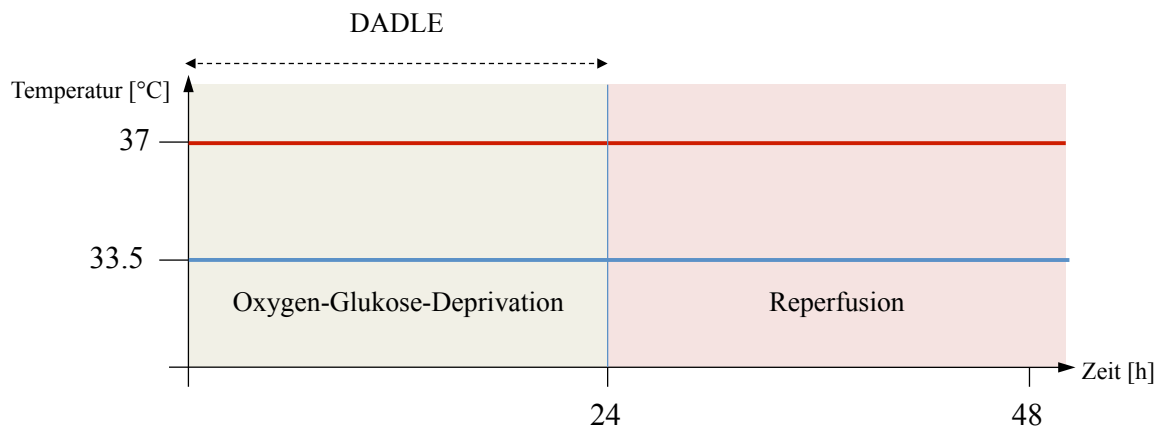 DADLE
Temperatur [°C]
37
33.5
Oxygen-Glukose-Deprivation
Reperfusion
Zeit [h]
24
48